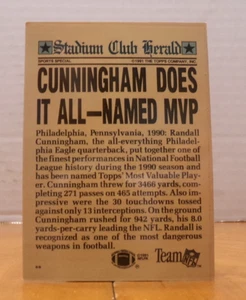 Stadium Club Herald
SPORTS SPECIAL ©1991 THE TOPPS COMPANY, INC.
CUNNINGHAM DOES
IT ALL—NAMED MVP
Philadelphia, Pennsylvania, 1990: Randall
Cunningham, the all-everything Philadel-
phia Eagle quarterback, put together one of
the finest performances in National Football
League history during the 1990 season and
has been named Topps' Most Valuable Play-
er. Cunningham threw for 3466 yards, com-
pleting 271 passes on 465 attempts. Also im-
pressive were the 30 touchdowns tossed
against only 13 interceptions. On the ground
Cunningham rushed for 942 yards, his 8.0
yards-per-carry leading the NFL. Randall is
recognized as one of the most dangerous
weapons in football.
Team NFL